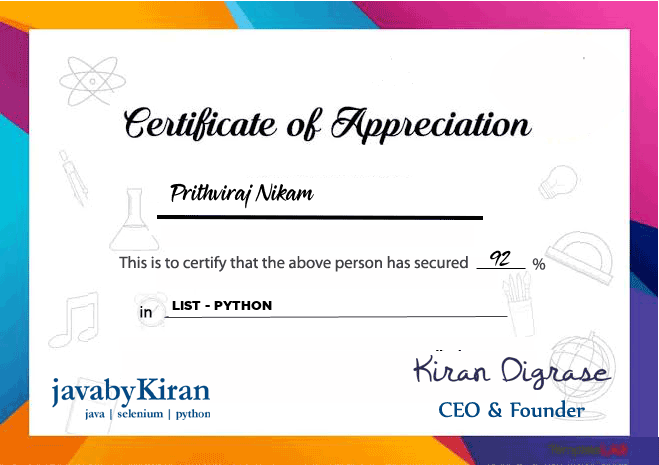 Certificate of Appreciation
Prithviraj Nikam
This is to certify that the above person has secured 92 %
in LIST - PYTHON
Kiran Digrase
CEO & Founder
javabyKiran
java | selenium | python